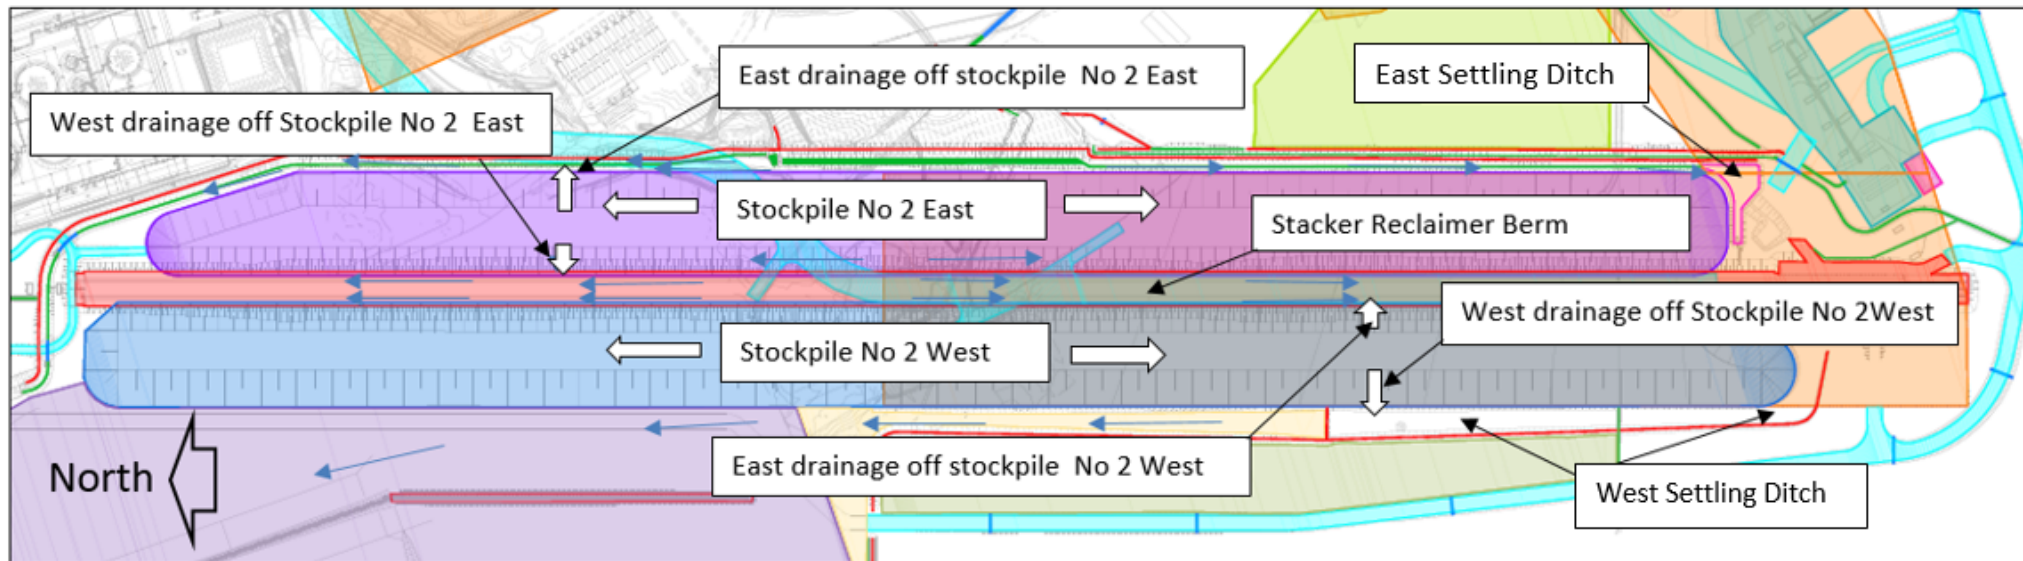 East drainage off stockpile No 2 East
East Settling Ditch
West drainage off Stockpile No 2 East
Stockpile No 2 East
Stacker Reclaimer Berm
West drainage off Stockpile No 2West
Stockpile No 2 West
East drainage off stockpile No 2 West
North
West Settling Ditch